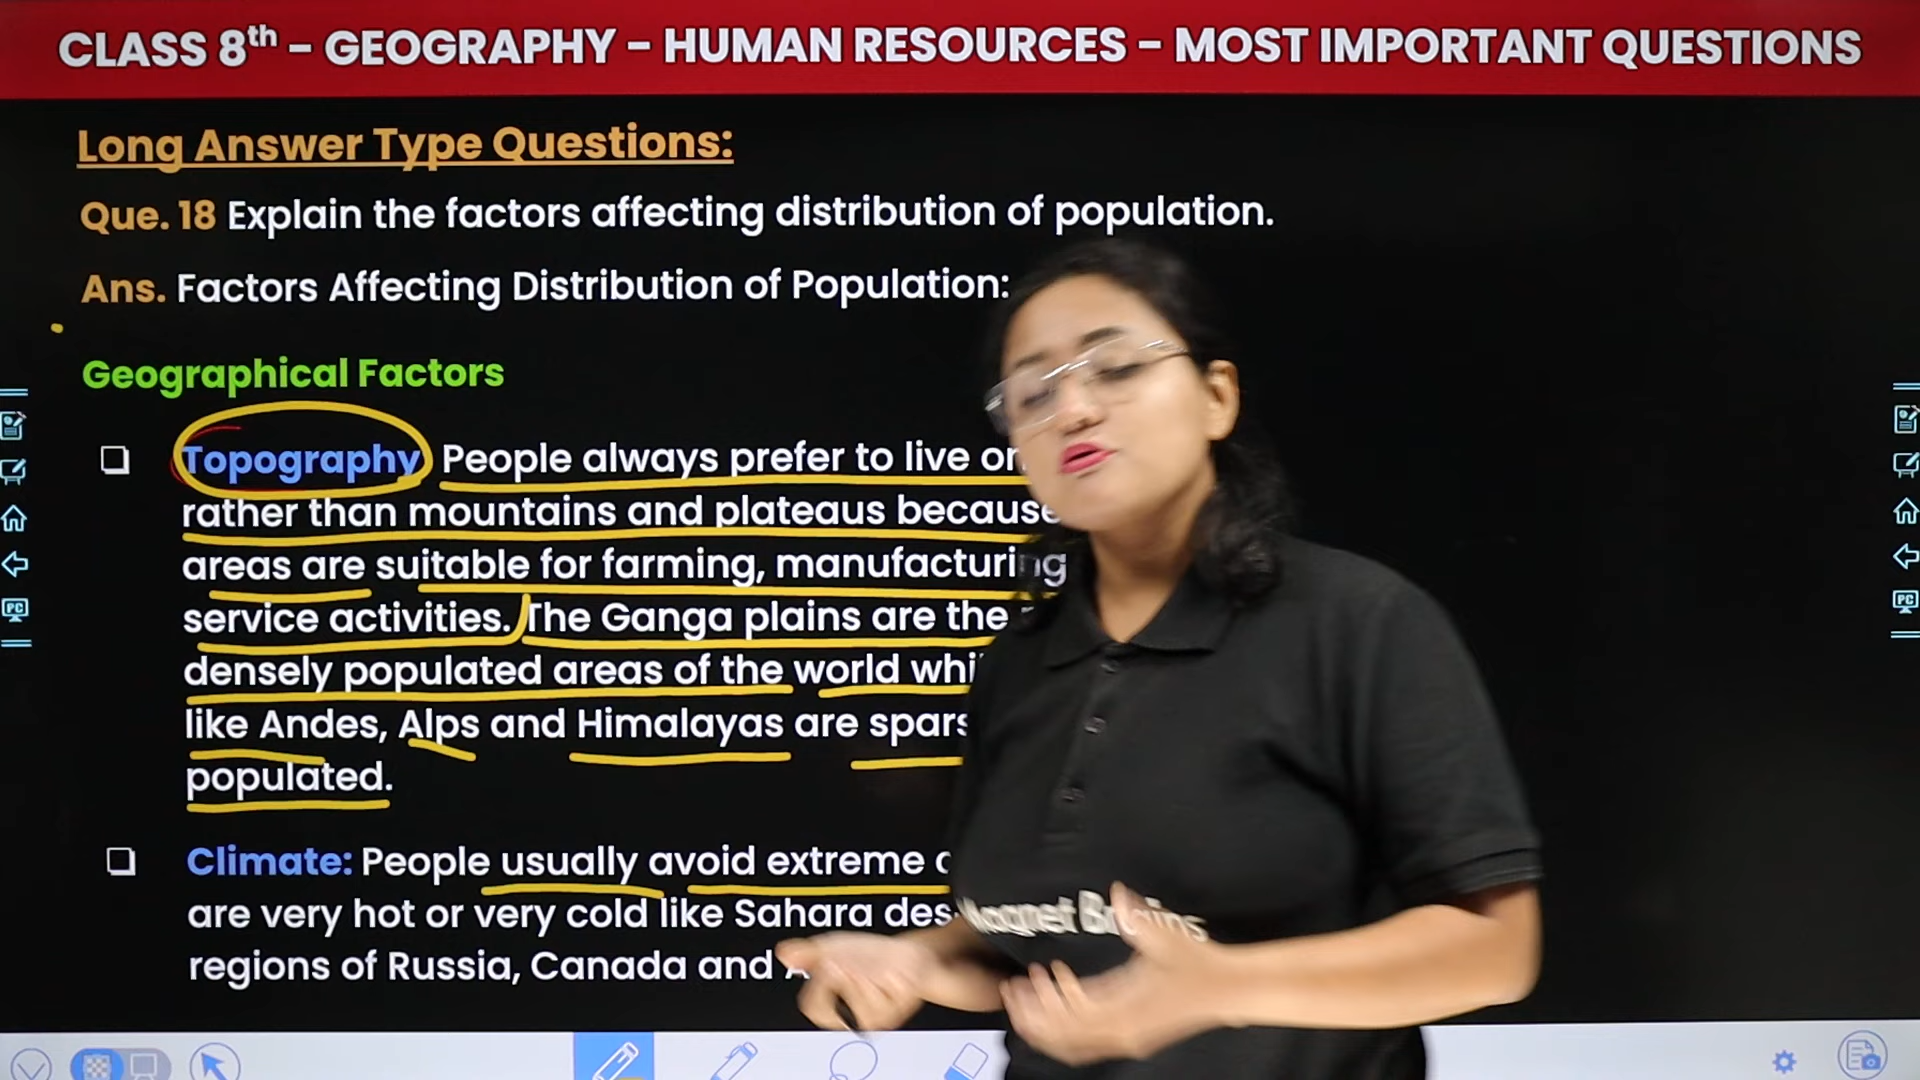 CLASS 8th – GEOGRAPHY – HUMAN RESOURCES – MOST IMPORTANT QUESTIONS
Long Answer Type Questions:
Que. 18 Explain the factors affecting distribution of population.
Ans. Factors Affecting Distribution of Population:
Geographical Factors
Topography People always prefer to live on
rather than mountains and plateaus because
areas are suitable for farming, manufacturing
service activities. The Ganga plains are the
densely populated areas of the world
like Andes, Alps and Himalayas are
populated.
Climate: People usually avoid extreme
are very hot or very cold like Sahara
regions of Russia, Canada and
Magnet Brains
PC
PC